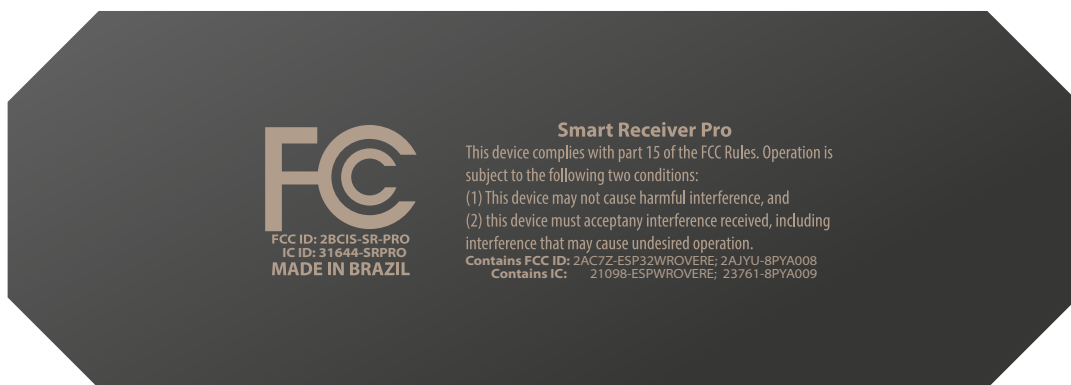 FC
FCC ID: 2BCIS-SR-PRO
IC ID: 31644-SRPRO
MADE IN BRAZIL
Smart Receiver Pro
This device complies with part 15 of the FCC Rules. Operation is
subject to the following two conditions:
(1) This device may not cause harmful interference, and
(2) this device must acceptany interference received, including
interference that may cause undesired operation.
Contains FCC ID: 2AC7Z-ESP32WROVERE; 2AJYU-8PYA008
Contains IC: 21098-ESPWROVERE; 23761-8PYA009